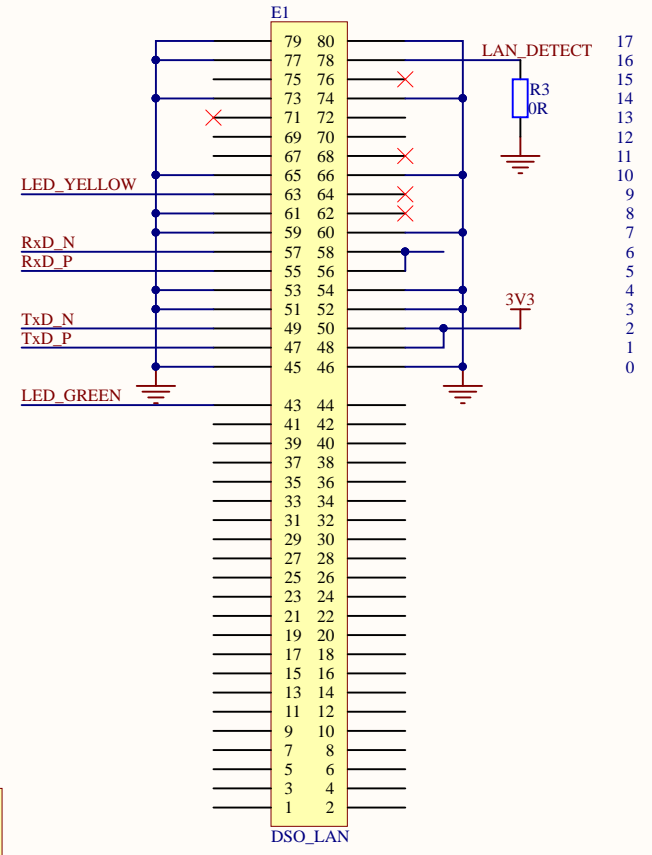 E1
79 80 17
LAN_DETECT
77 78 16
75 76 15
R3
73 74 14
0R
71 72 13
69 70 12
67 68 11
65 66 10
LED_YELLOW
63 64 9
61 62 8
59 60 7
RxD_N
57 58 6
RxD_P
55 56 5
53 54 4
3V3
51 52 3
TxD_N
49 50 2
TxD_P
47 48 1
45 46 0
LED_GREEN
43 44
41 42
39 40
37 38
35 36
33 34
31 32
29 30
27 28
25 26
23 24
21 22
19 20
17 18
15 16
13 14
11 12
9 10
7 8
5 6
3 4
1 2
DSO_LAN